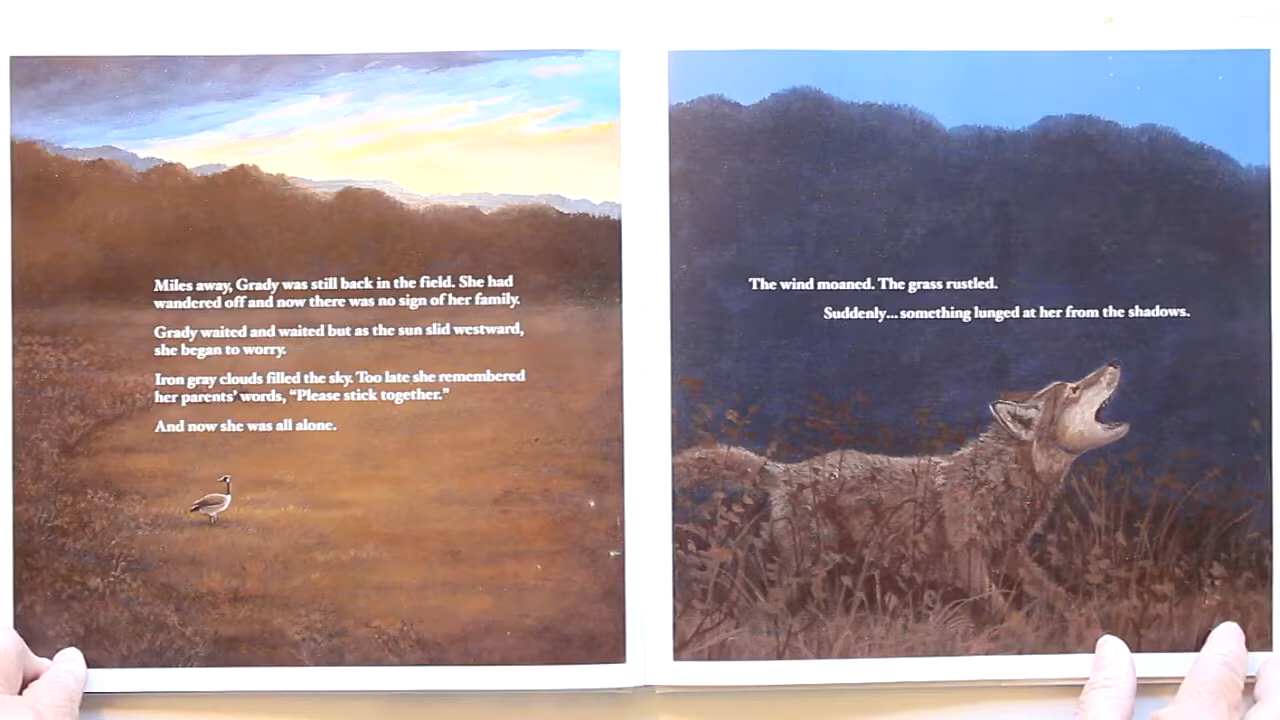 Miles away, Grady was still back in the field. She had
wandered off and now there was no sign of her family.
Grady waited and waited but as the sun slid westward,
she began to worry.
Iron gray clouds filled the sky. Too late she remembered
her parents’ words, “Please stick together.”
And now she was all alone.
The wind moaned. The grass rustled.
Suddenly... something lunged at her from the shadows.